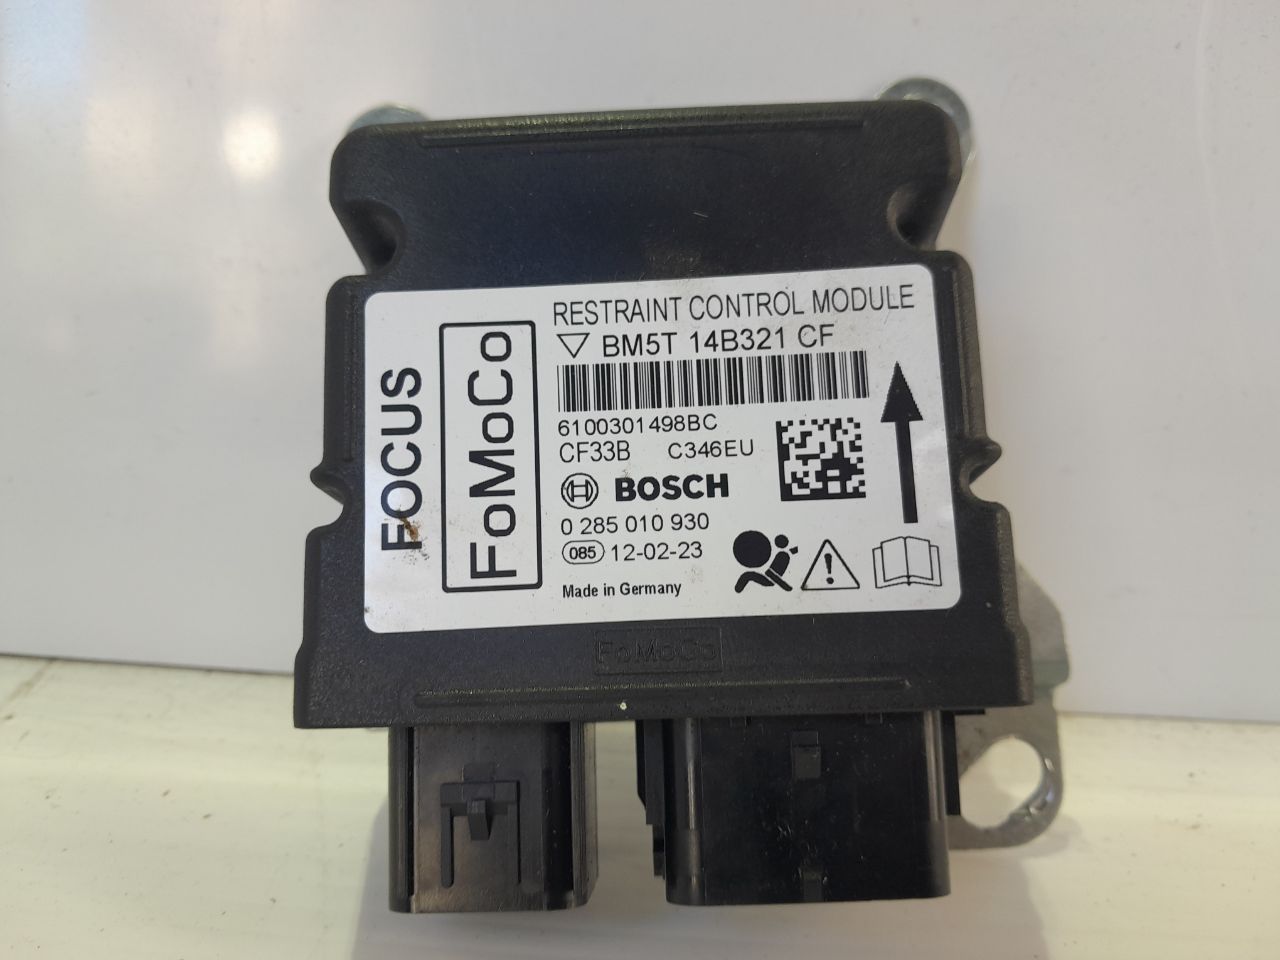 FOCUS
FoMoCo
RESTRAINT CONTROL MODULE
BM5T 14B321 CF
6100301498BC
CF33B C346EU
BOSCH
0 285 010 930
085 12-02-23
Made in Germany
FoMoCo